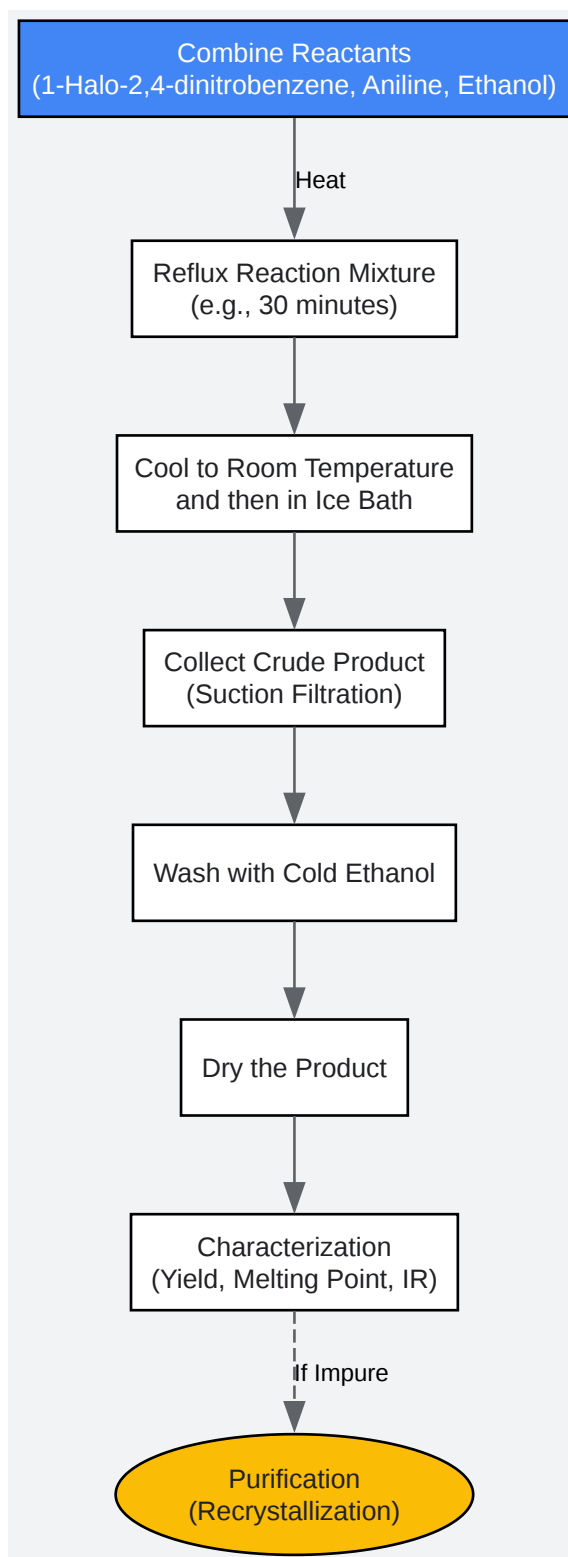 Combine Reactants
(1-Halo-2,4-dinitrobenzene, Aniline, Ethanol)
Heat
Reflux Reaction Mixture
(e.g., 30 minutes)
Cool to Room Temperature
and then in Ice Bath
Collect Crude Product
(Suction Filtration)
Wash with Cold Ethanol
Dry the Product
Characterization
(Yield, Melting Point, IR)
If Impure
Purification
(Recrystallization)